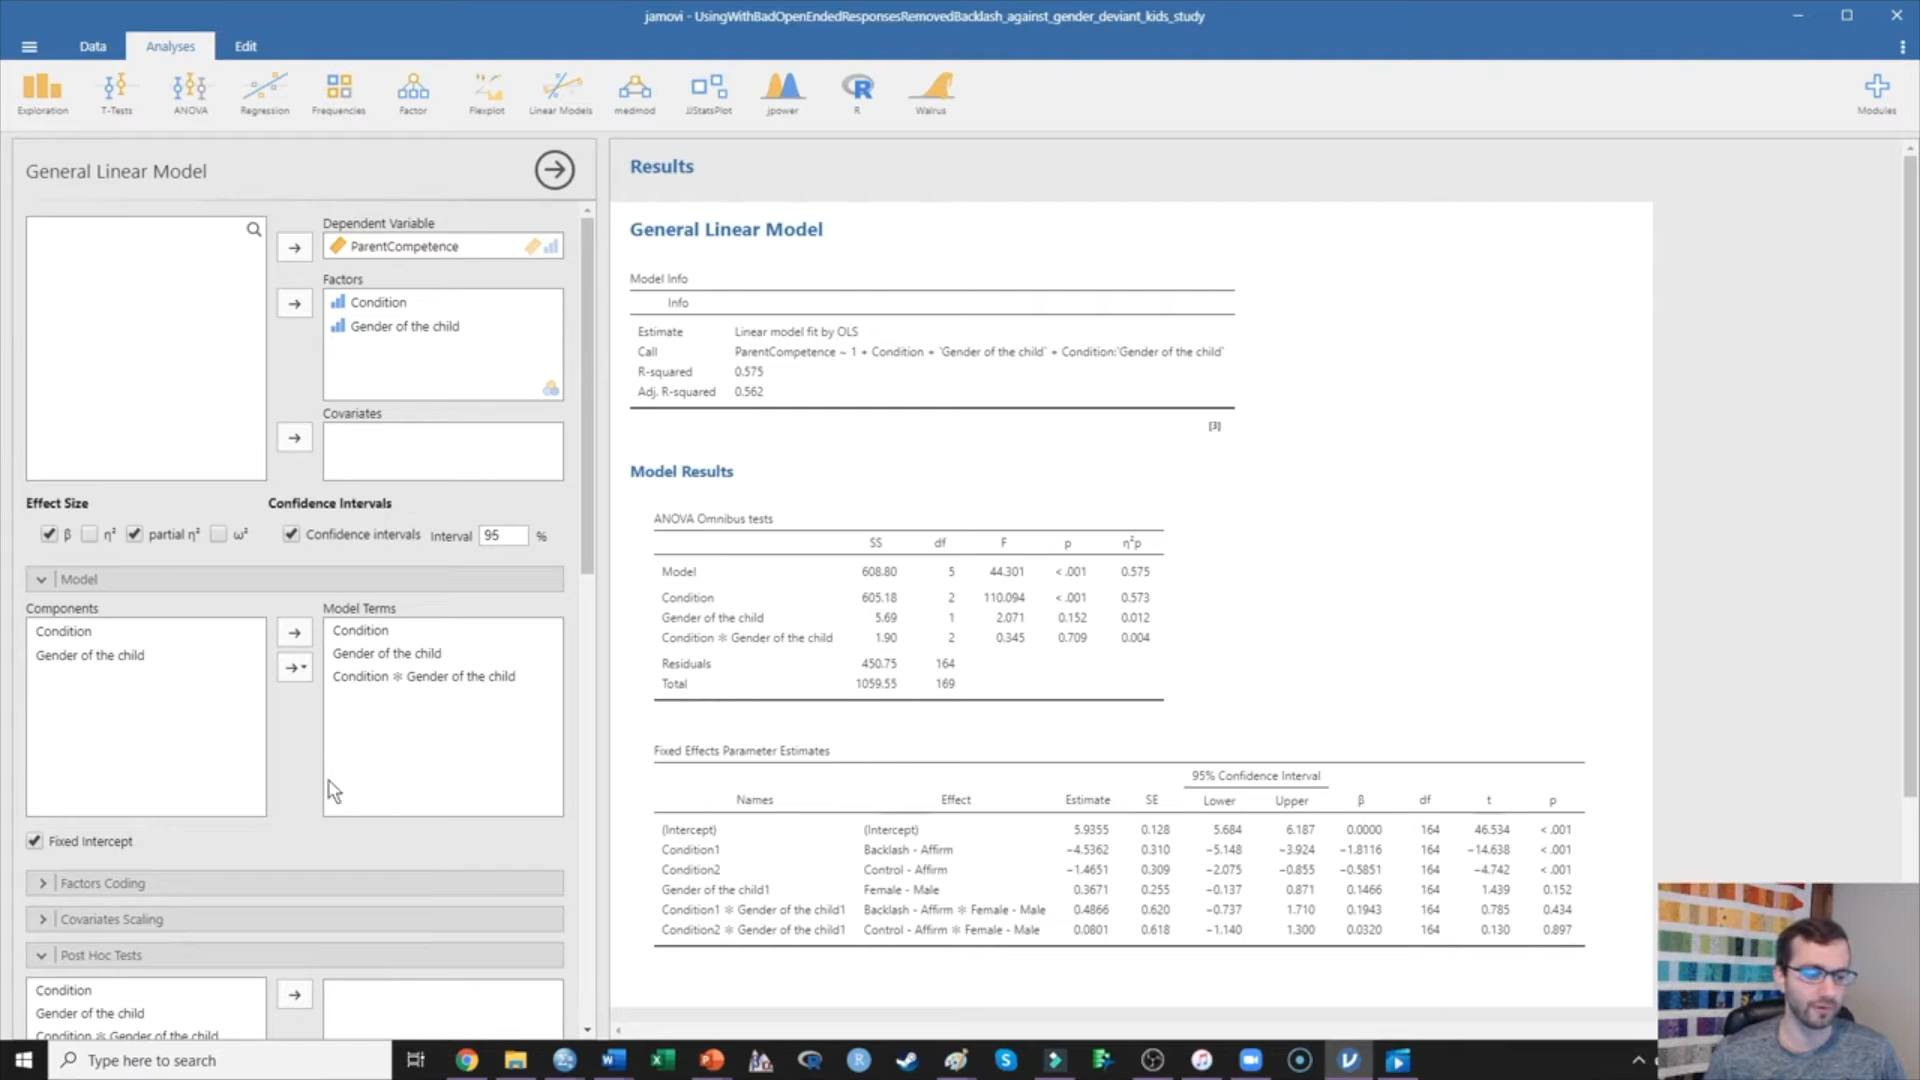 jamovi - UsingWithBadOpenEndedResponsesRemovedBacklash_against_gender_deviant_kids_study
Data Analyses Edit
Exploration T-Tests ANOVA Regression Frequencies Factor Flexplot Linear Models medmod JJStatsPlot jpower R Walrus Modules
General Linear Model
Dependent Variable
ParentCompetence
Factors
Condition
Gender of the child
Covariates
Effect Size Confidence Intervals
β η² partial η² ω² Confidence intervals Interval 95 %
Model
Components Model Terms
Condition Condition
Gender of the child Gender of the child
Condition ✻ Gender of the child
Fixed Intercept
Factors Coding
Covariates Scaling
Post Hoc Tests
Condition
Gender of the child
Condition ✻ Gender of the child
Results
General Linear Model
Model Info
Info
Estimate Linear model fit by OLS
Call ParentCompetence ~ 1 + Condition + `Gender of the child` + Condition:`Gender of the child`
R-squared 0.575
Adj. R-squared 0.562
[3]
Model Results
ANOVA Omnibus tests
SS df F p η²p
Model 608.80 5 44.301 < .001 0.575
Condition 605.18 2 110.094 < .001 0.573
Gender of the child 5.69 1 2.071 0.152 0.012
Condition ✻ Gender of the child 1.90 2 0.345 0.709 0.004
Residuals 450.75 164
Total 1059.55 169
Fixed Effects Parameter Estimates
95% Confidence Interval
Names Effect Estimate SE Lower Upper β df t p
(Intercept) (Intercept) 5.9355 0.128 5.684 6.187 0.0000 164 46.534 < .001
Condition1 Backlash - Affirm −4.5362 0.310 −5.148 −3.924 −1.8116 164 −14.638 < .001
Condition2 Control - Affirm −1.4651 0.309 −2.075 −0.855 −0.5851 164 −4.742 < .001
Gender of the child1 Female - Male 0.3671 0.255 −0.137 0.871 0.1466 164 1.439 0.152
Condition1 ✻ Gender of the child1 Backlash - Affirm ✻ Female - Male 0.4866 0.620 −0.737 1.710 0.1943 164 0.785 0.434
Condition2 ✻ Gender of the child1 Control - Affirm ✻ Female - Male 0.0801 0.618 −1.140 1.300 0.0320 164 0.130 0.897
Type here to search